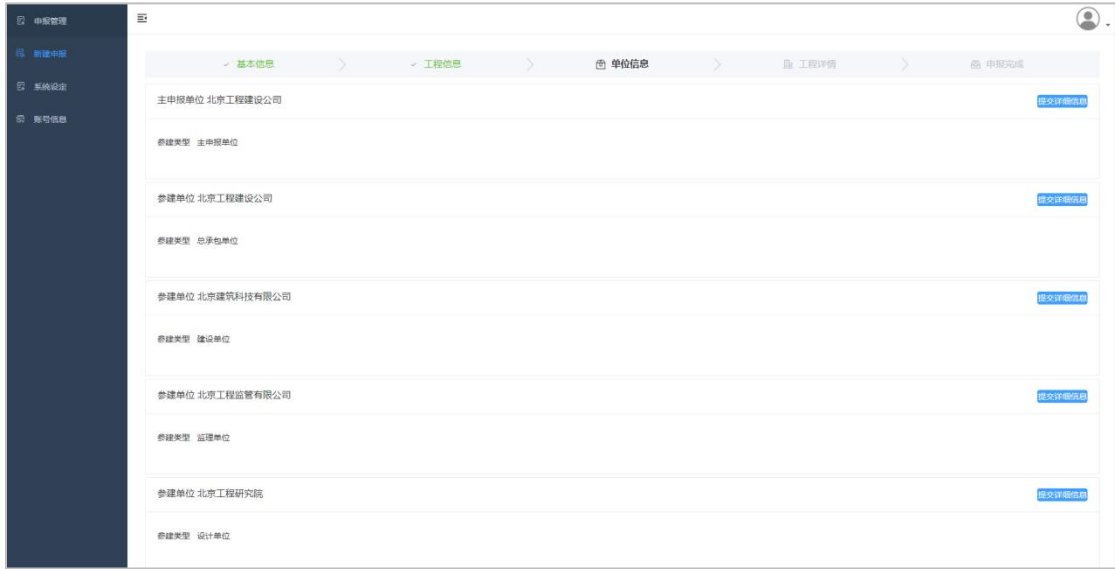 申报管理
新建申报
系统设定
账号信息
基本信息
工程信息
单位信息
工程详情
申报完成
主申报单位 北京工程建设公司
提交详细信息
参建类型 主申报单位
参建单位 北京工程建设公司
提交详细信息
参建类型 总承包单位
参建单位 北京建筑科技有限公司
提交详细信息
参建类型 建设单位
参建单位 北京工程监管有限公司
提交详细信息
参建类型 监理单位
参建单位 北京工程研究院
提交详细信息
参建类型 设计单位